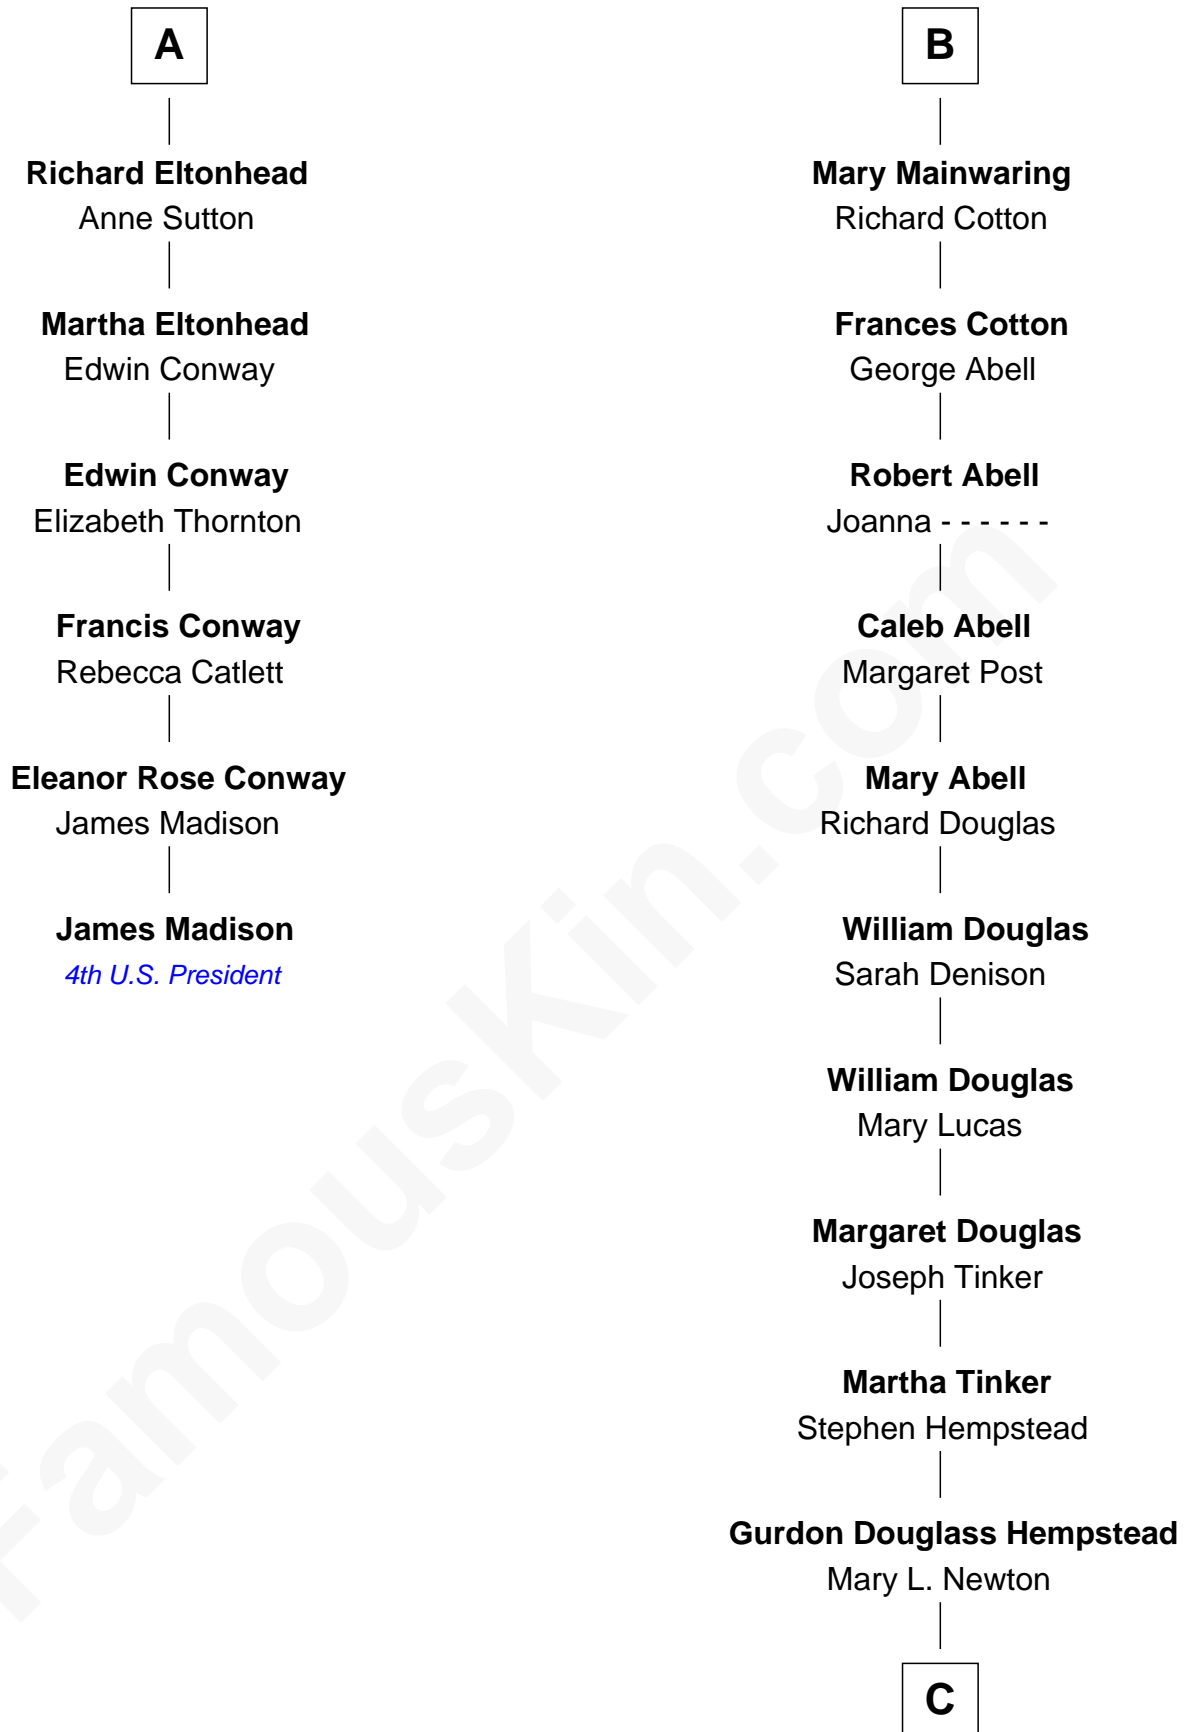 A
Richard Eltonhead
Anne Sutton
Martha Eltonhead
Edwin Conway
Edwin Conway
Elizabeth Thornton
Francis Conway
Rebecca Catlett
Eleanor Rose Conway
James Madison
James Madison
4th U.S. President
B
Mary Mainwaring
Richard Cotton
Frances Cotton
George Abell
Robert Abell
Joanna - - - - - -
Caleb Abell
Margaret Post
Mary Abell
Richard Douglas
William Douglas
Sarah Denison
William Douglas
Mary Lucas
Margaret Douglas
Joseph Tinker
Martha Tinker
Stephen Hempstead
Gurdon Douglass Hempstead
Mary L. Newton
C
FamousKin.com